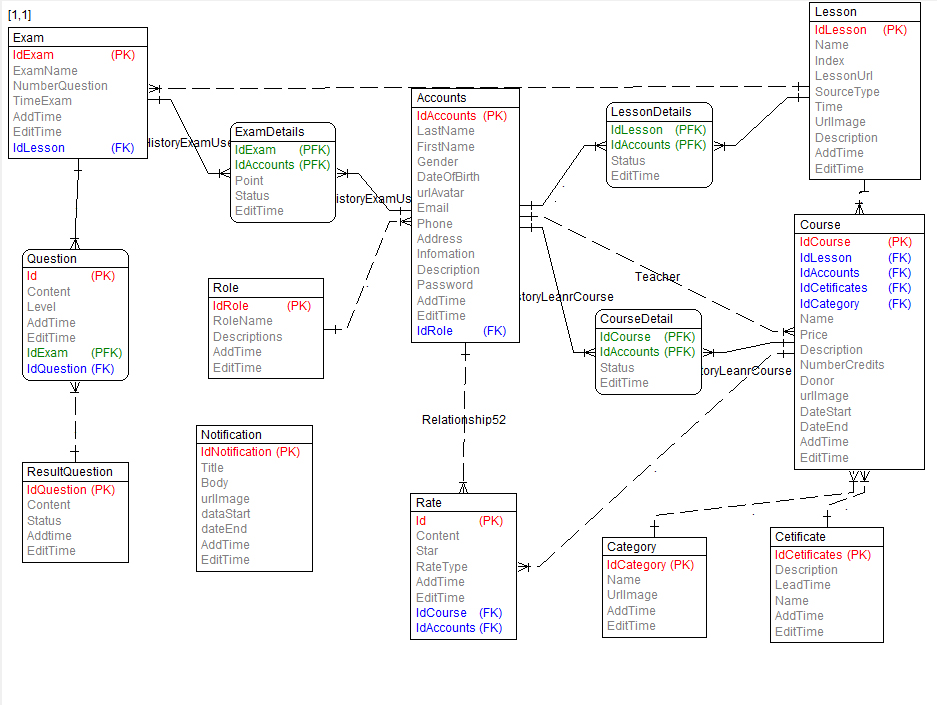 [1,1]
Exam
IdExam (PK)
ExamName
NumberQuestion
TimeExam
AddTime
EditTime
IdLesson (FK)
Lesson
IdLesson (PK)
Name
Index
LessonUrl
SourceType
Time
UrlImage
Description
AddTime
EditTime
Accounts
IdAccounts (PK)
LastName
FirstName
Gender
DateOfBirth
urlAvatar
Email
Phone
Address
Infomation
Description
Password
AddTime
EditTime
IdRole (FK)
LessonDetails
IdLesson (PFK)
IdAccounts (PFK)
Status
EditTime
ExamDetails
IdExam (PFK)
IdAccounts (PFK)
Point
Status
EditTime
HistoryExamUse
istoryExamUs
Course
IdCourse (PK)
IdLesson (FK)
IdAccounts (FK)
IdCetificates (FK)
IdCategory (FK)
Name
Price
Description
NumberCredits
Donor
urlImage
DateStart
DateEnd
AddTime
EditTime
Question
Id (PK)
Content
Level
AddTime
EditTime
IdExam (PFK)
IdQuestion (FK)
Role
IdRole (PK)
RoleName
Descriptions
AddTime
EditTime
Teacher
storyLeanrCourse
CourseDetail
IdCourse (PFK)
IdAccounts (PFK)
Status
EditTime
toryLeanrCourse
Relationship52
Notification
IdNotification (PK)
Title
Body
urlImage
dataStart
dateEnd
AddTime
EditTime
ResultQuestion
IdQuestion (PK)
Content
Status
Addtime
EditTime
Rate
Id (PK)
Content
Star
RateType
AddTime
EditTime
IdCourse (FK)
IdAccounts (FK)
Category
IdCategory (PK)
Name
UrlImage
AddTime
EditTime
Cetificate
IdCetificates (PK)
Description
LeadTime
Name
AddTime
EditTime